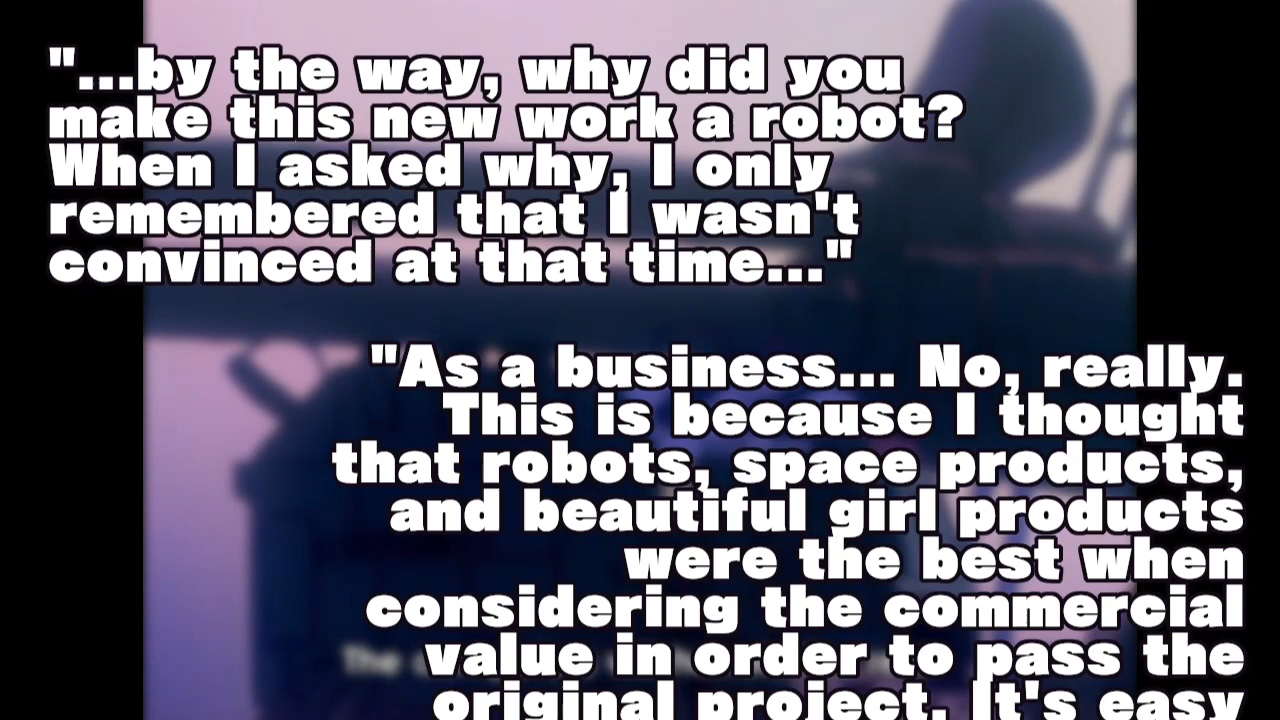 "...by the way, why did you
make this new work a robot?
When I asked why, I only
remembered that I wasn't
convinced at that time..."
"As a business... No, really.
This is because I thought
that robots, space products,
and beautiful girl products
were the best when
considering the commercial
value in order to pass the
original project. It's easy
The